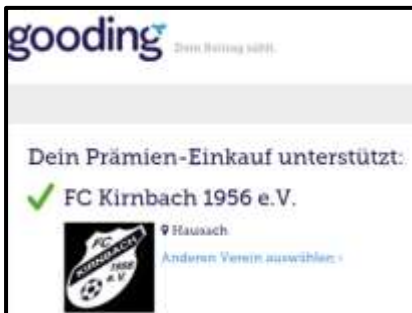 gooding
Dein Beitrag zählt.
Dein Prämien-Einkauf unterstützt:
FC Kirnbach 1956 e.V.
Hausach
Anderen Verein auswählen ›
FC
KIRNBACH
1956
e.V.